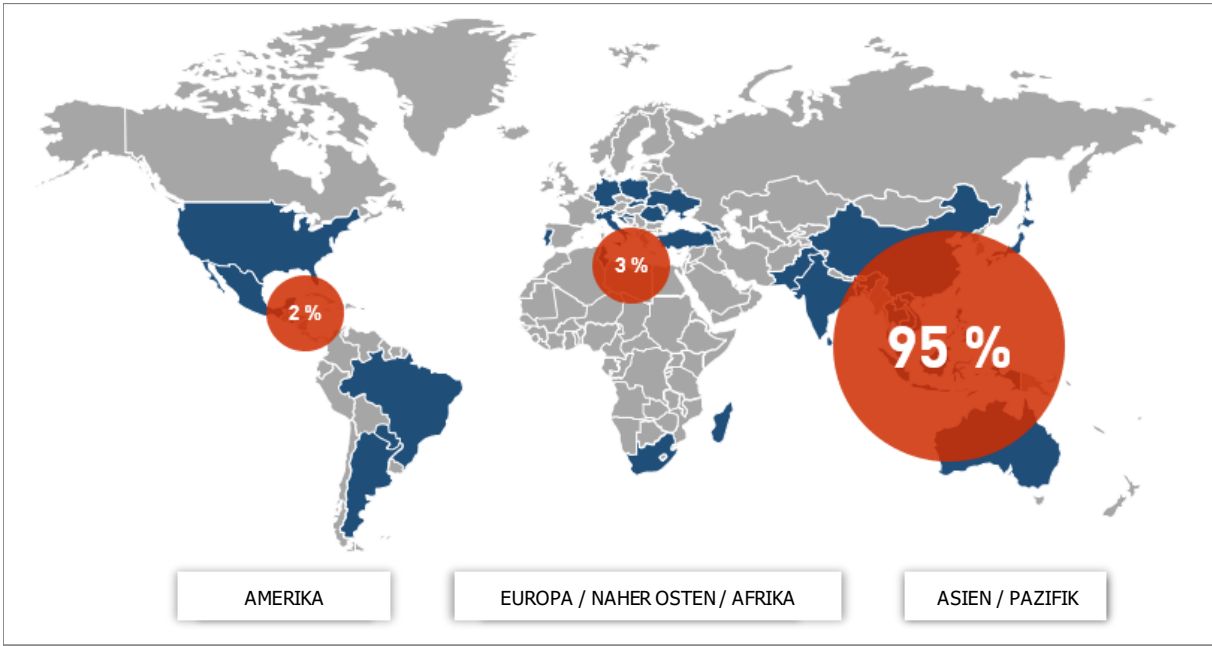 3 %
2 %
95 %
AMERIKA
EUROPA / NAHER OSTEN / AFRIKA
ASIEN / PAZIFIK